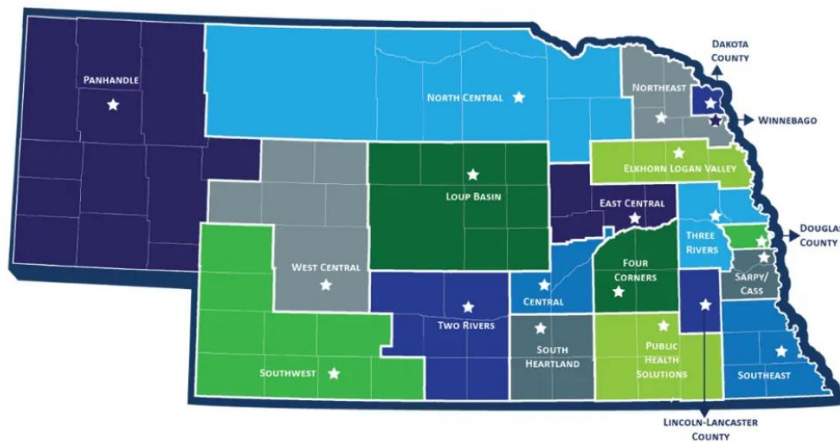 DAKOTA
COUNTY
PANHANDLE
NORTHEAST
NORTH CENTRAL
WINNEBAGO
ELKHORN LOGAN VALLEY
LOUP BASIN
EAST CENTRAL
DOUGLAS
COUNTY
THREE
RIVERS
WEST CENTRAL
FOUR
CORNERS
SARPY/
CASS
CENTRAL
TWO RIVERS
SOUTH
HEARTLAND
PUBLIC
HEALTH
SOLUTIONS
SOUTHWEST
SOUTHEAST
LINCOLN-LANCASTER
COUNTY